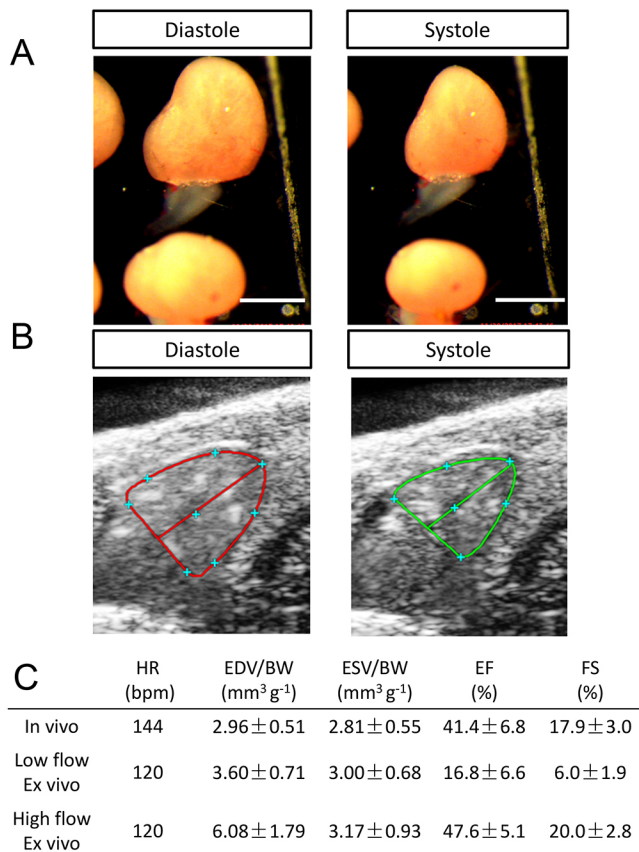 Diastole
Systole
A
B
Diastole
Systole
C
HR
(bpm)
EDV/BW
(mm³ g⁻¹)
ESV/BW
(mm³ g⁻¹)
EF
(%)
FS
(%)
In vivo 144 2.96±0.51 2.81±0.55 41.4±6.8 17.9±3.0
Low flow
Ex vivo
120 3.60±0.71 3.00±0.68 16.8±6.6 6.0±1.9
High flow
Ex vivo
120 6.08±1.79 3.17±0.93 47.6±5.1 20.0±2.8